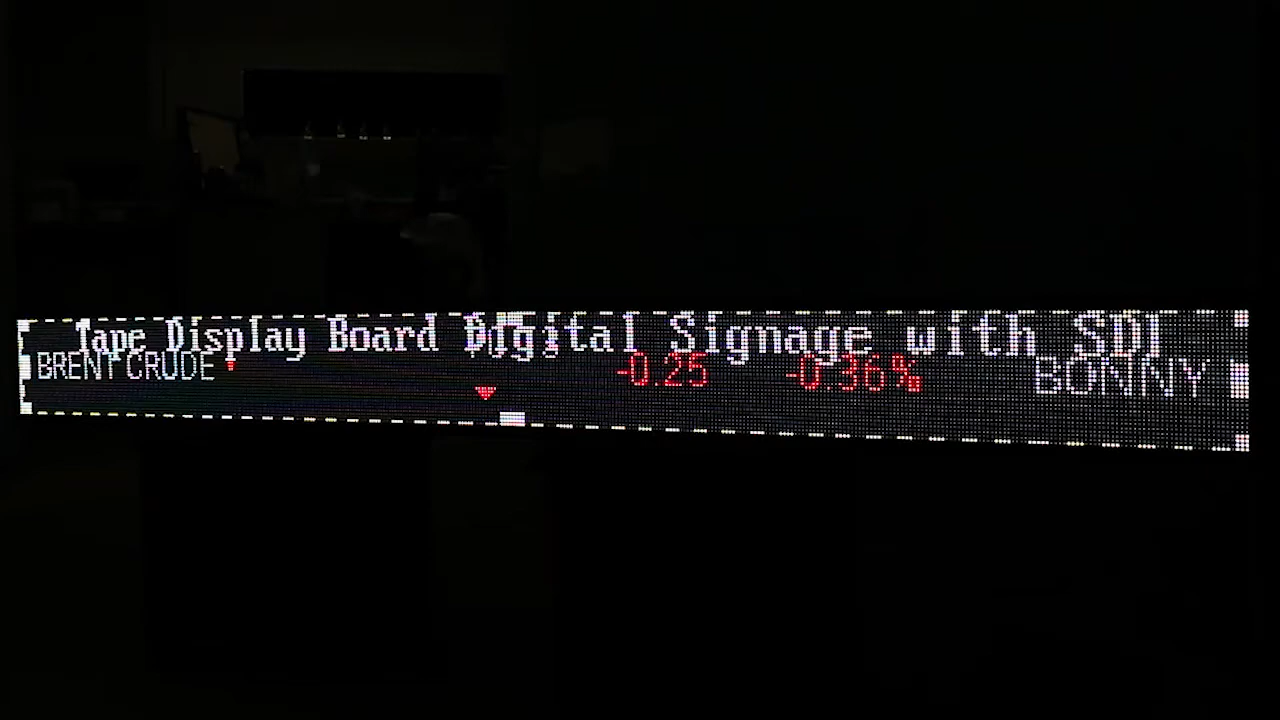 Tape Display Board Digital Signage with SDI
BRENT CRUDE -0.25 -0.36% BONNY